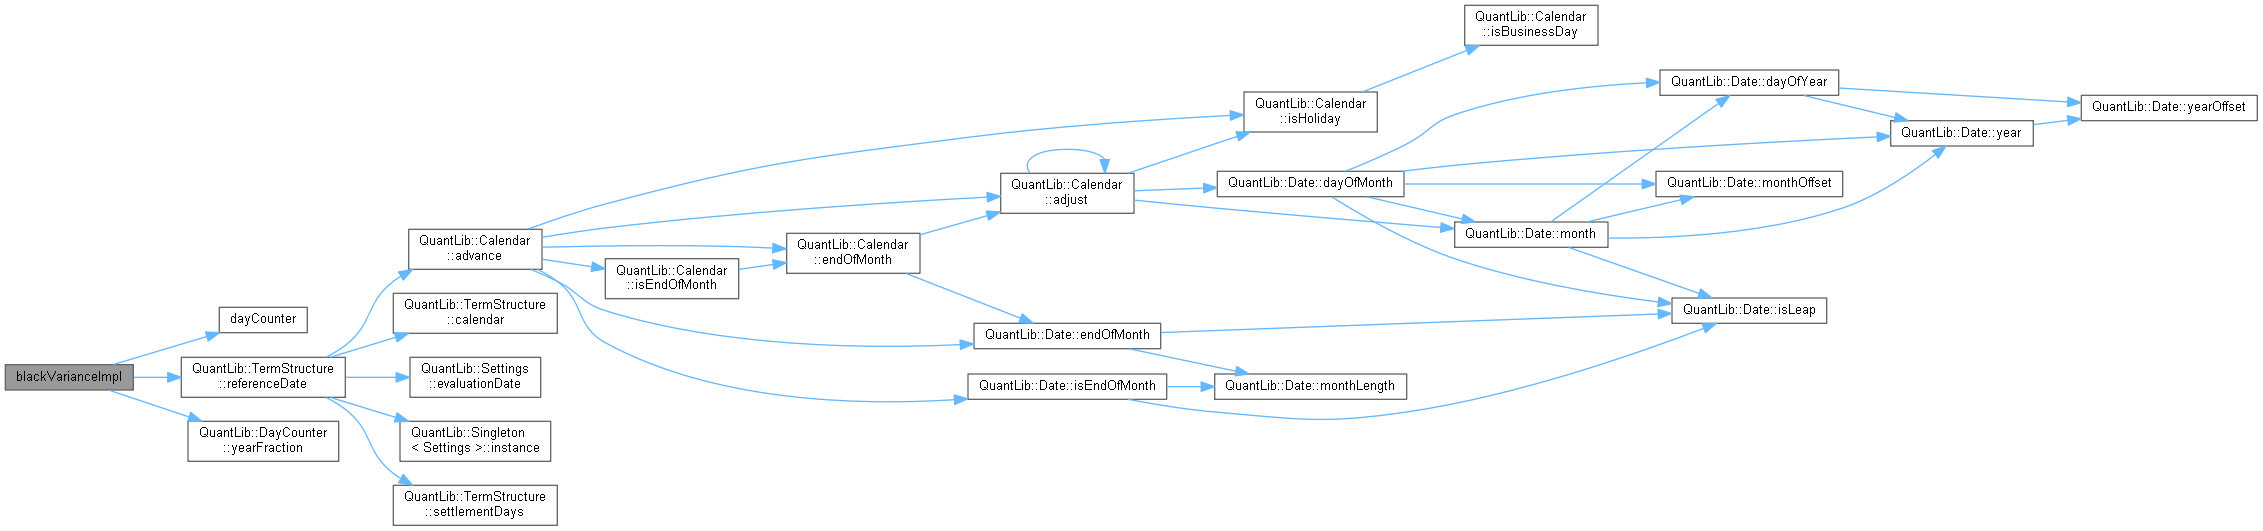 blackVarianceImpl
dayCounter
QuantLib::TermStructure
::referenceDate
QuantLib::DayCounter
::yearFraction
QuantLib::Calendar
::advance
QuantLib::TermStructure
::calendar
QuantLib::Settings
::evaluationDate
QuantLib::Singleton
< Settings >::instance
QuantLib::TermStructure
::settlementDays
QuantLib::Calendar
::isEndOfMonth
QuantLib::Calendar
::endOfMonth
QuantLib::Calendar
::adjust
QuantLib::Date::endOfMonth
QuantLib::Date::isEndOfMonth
QuantLib::Calendar
::isHoliday
QuantLib::Date::dayOfMonth
QuantLib::Date::monthLength
QuantLib::Calendar
::isBusinessDay
QuantLib::Date::month
QuantLib::Date::dayOfYear
QuantLib::Date::monthOffset
QuantLib::Date::isLeap
QuantLib::Date::year
QuantLib::Date::yearOffset